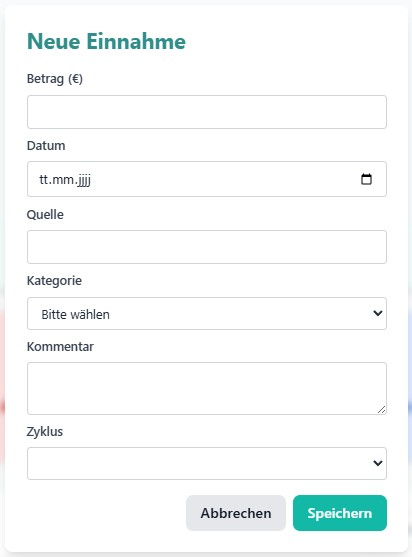 Neue Einnahme
Betrag (€)
Datum
tt.mm.jjjj
Quelle
Kategorie
Bitte wählen
Kommentar
Zyklus
Abbrechen Speichern